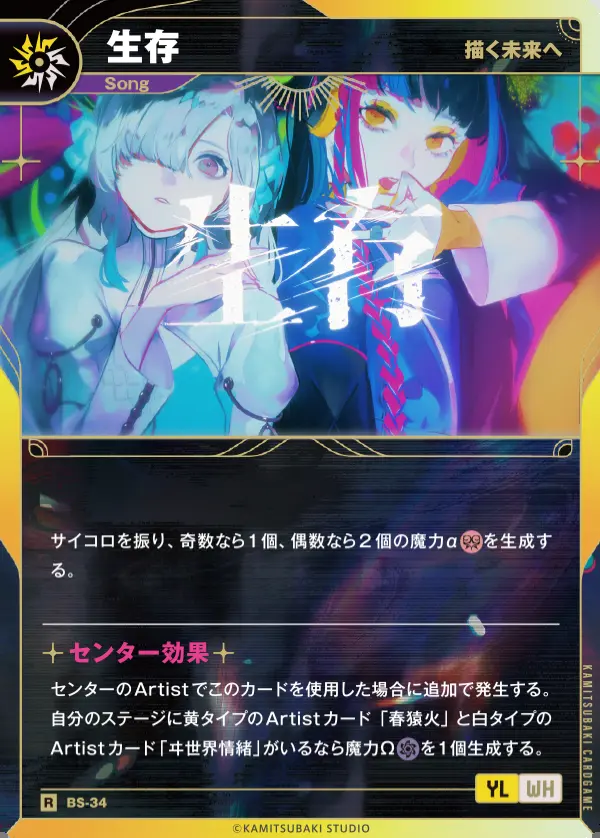 生存
描く未来へ
Song
生存
サイコロを振り、奇数なら1個、偶数なら2個の魔力αを生成す
る。
センター効果
センターのArtistでこのカードを使用した場合に追加で発生する。
自分のステージに黄タイプのArtistカード「春猿火」と白タイプの
Artistカード「ヰ世界情緒」がいるなら魔力Ωを1個生成する。
KAMITSUBAKI CARDGAME
YL WH
R BS-34
©KAMITSUBAKI STUDIO